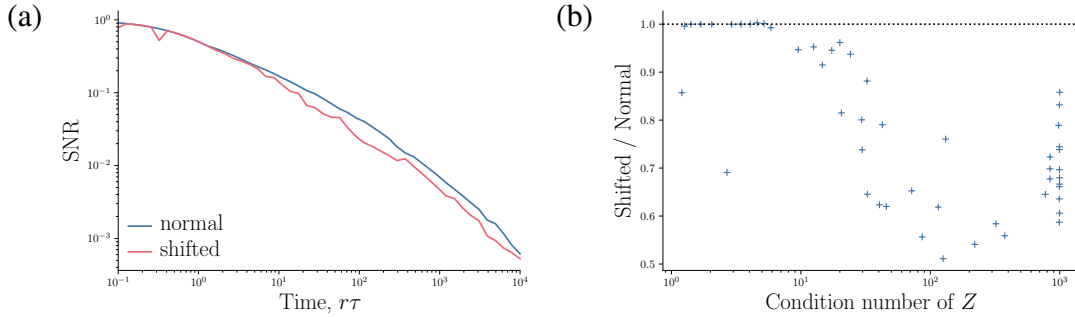 (a)
10⁰
10⁻¹
10⁻²
10⁻³
SNR
normal
shifted
10⁻¹ 10⁰ 10¹ 10² 10³ 10⁴
Time, rτ
(b)
1.0
0.9
0.8
0.7
0.6
0.5
Shifted / Normal
10⁰ 10¹ 10² 10³
Condition number of Z